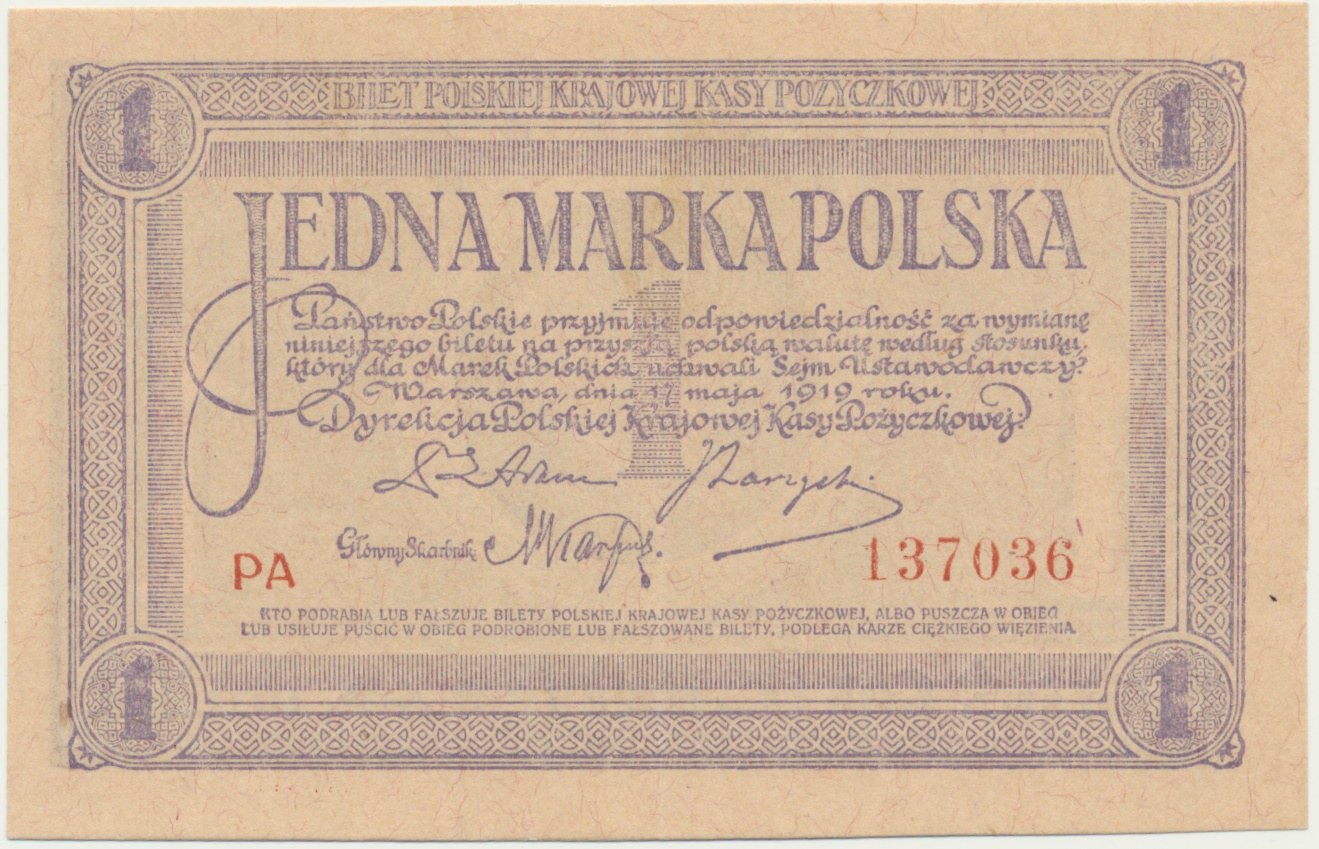 1 BILET POLSKIEJ KRAJOWEJ KASY POŻYCZKOWEJ 1
JEDNA MARKA POLSKA
1
Państwo Polskie przyjmuje odpowiedzialność za wymianę
niniejszego biletu na przyszłą polską walutę według stosunku,
który dla Marek Polskich uchwali Sejm Ustawodawczy.
Warszawa, dnia 17 maja 1919 roku.
Dyrekcja Polskiej Krajowej Kasy Pożyczkowej.
Główny Skarbnik
PA 137036
KTO PODRABIA LUB FAŁSZUJE BILETY POLSKIEJ KRAJOWEJ KASY POŻYCZKOWEJ, ALBO PUSZCZA W OBIEG
LUB USIŁUJE PUŚCIĆ W OBIEG PODROBIONE LUB FAŁSZOWANE BILETY, PODLEGA KARZE CIĘŻKIEGO WIĘZIENIA.
1 1